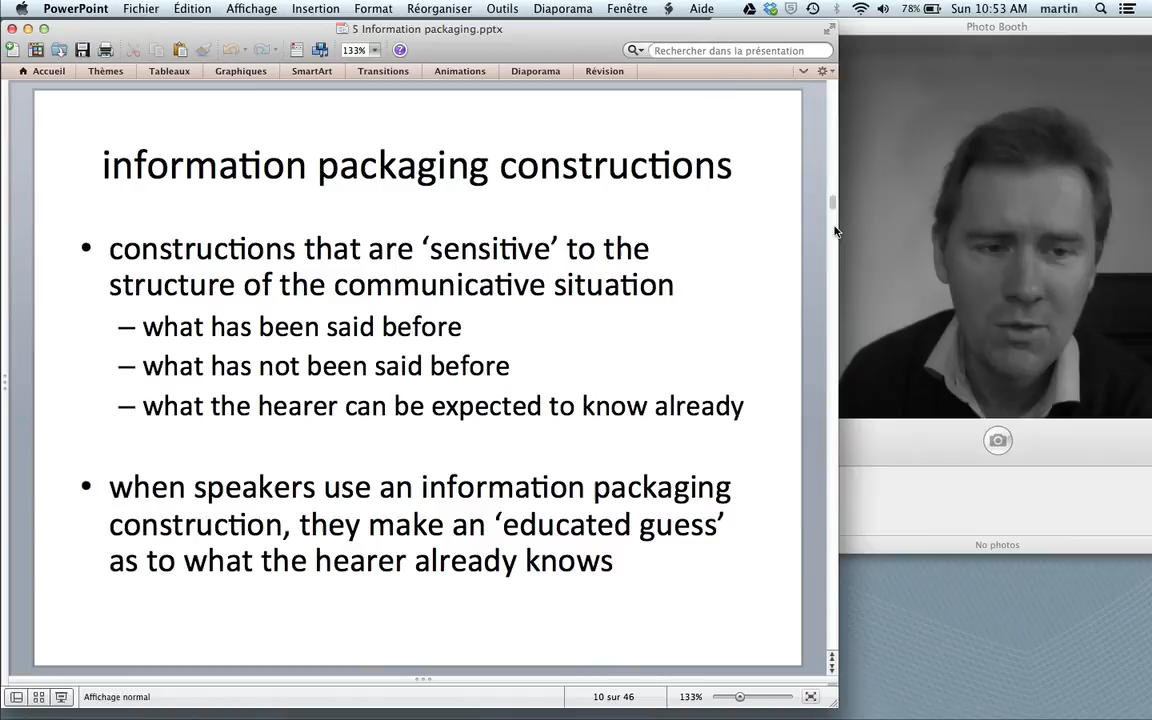 PowerPoint Fichier Édition Affichage Insertion Format Réorganiser Outils Diaporama Fenêtre Aide 78% Sun 10:53 AM martin
5 Information packaging.pptx
Photo Booth
133% Rechercher dans la présentation
Accueil Thèmes Tableaux Graphiques SmartArt Transitions Animations Diaporama Révision
information packaging constructions
• constructions that are ‘sensitive’ to the
structure of the communicative situation
– what has been said before
– what has not been said before
– what the hearer can be expected to know already
• when speakers use an information packaging
construction, they make an ‘educated guess’
as to what the hearer already knows
No photos
Affichage normal 10 sur 46 133%